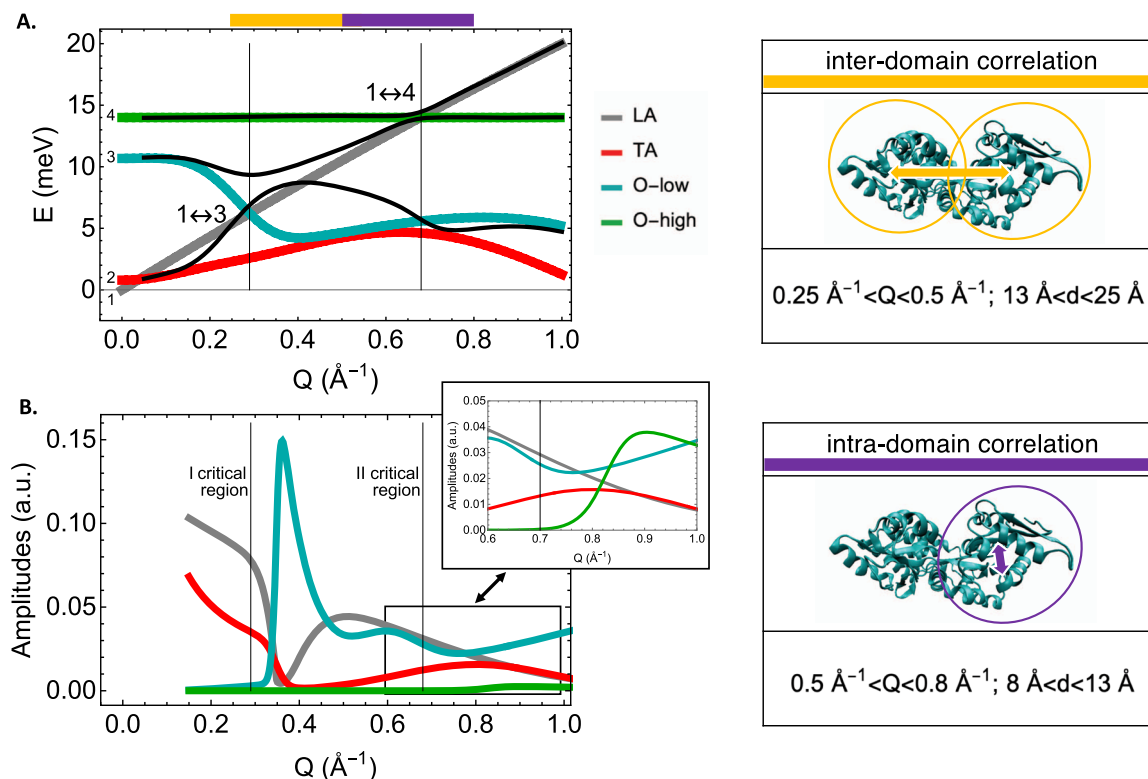 A.
20
15
10
5
0
E (meV)
4
3
2
1
1↔4
1↔3
0.0 0.2 0.4 0.6 0.8 1.0
Q (Å⁻¹)
LA
TA
O-low
O-high
inter-domain correlation
0.25 Å⁻¹<Q<0.5 Å⁻¹; 13 Å<d<25 Å
B.
0.15
0.10
0.05
0.00
Amplitudes (a.u.)
I critical
region
II critical
region
0.0 0.2 0.4 0.6 0.8 1.0
Q (Å⁻¹)
0.05
0.04
0.03
0.02
0.01
0.00
Amplitudes (a.u.)
0.6 0.7 0.8 0.9 1.0
Q (Å⁻¹)
intra-domain correlation
0.5 Å⁻¹<Q<0.8 Å⁻¹; 8 Å<d<13 Å